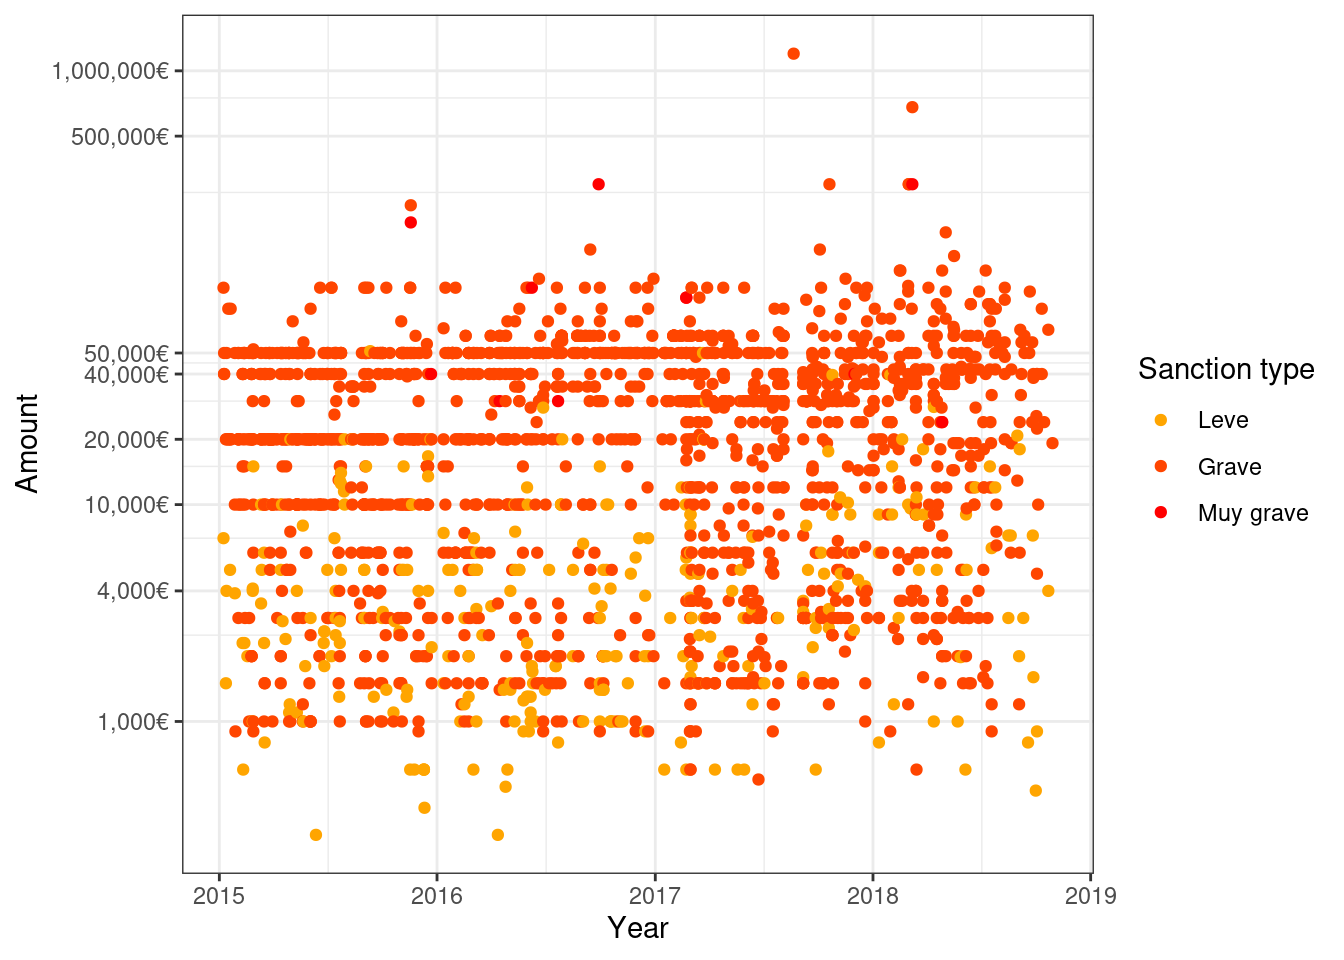 1,000,000€
500,000€
50,000€
40,000€
20,000€
10,000€
4,000€
1,000€
Amount
2015
2016
2017
2018
2019
Year
Sanction type
Leve
Grave
Muy grave